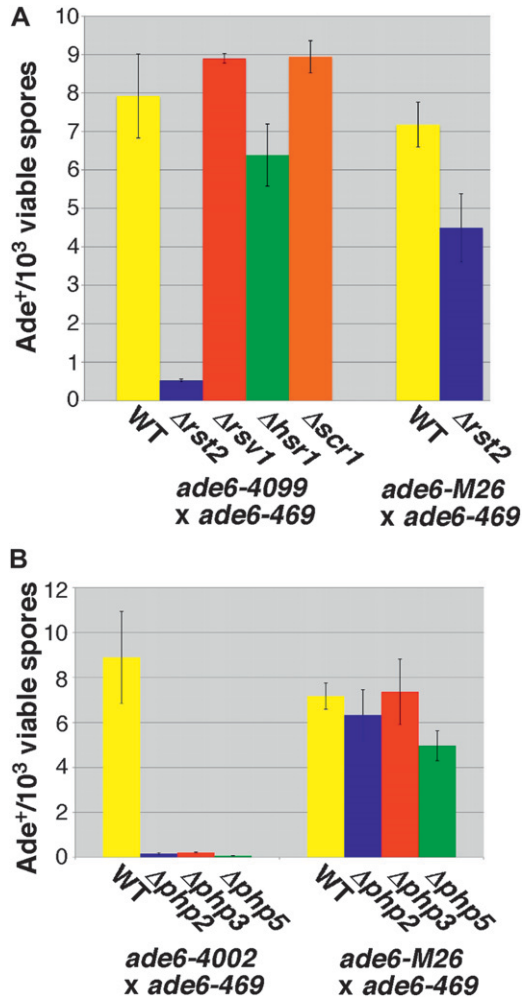 A
Ade+/10³ viable spores
10
9
8
7
6
5
4
3
2
1
0
WT
Δrst2
Δrsv1
Δhsr1
Δscr1
WT
Δrst2
ade6-4099
x ade6-469
ade6-M26
x ade6-469
B
Ade+/10³ viable spores
12
10
8
6
4
2
0
WT
Δphp2
Δphp3
Δphp5
WT
Δphp2
Δphp3
Δphp5
ade6-4002
x ade6-469
ade6-M26
x ade6-469